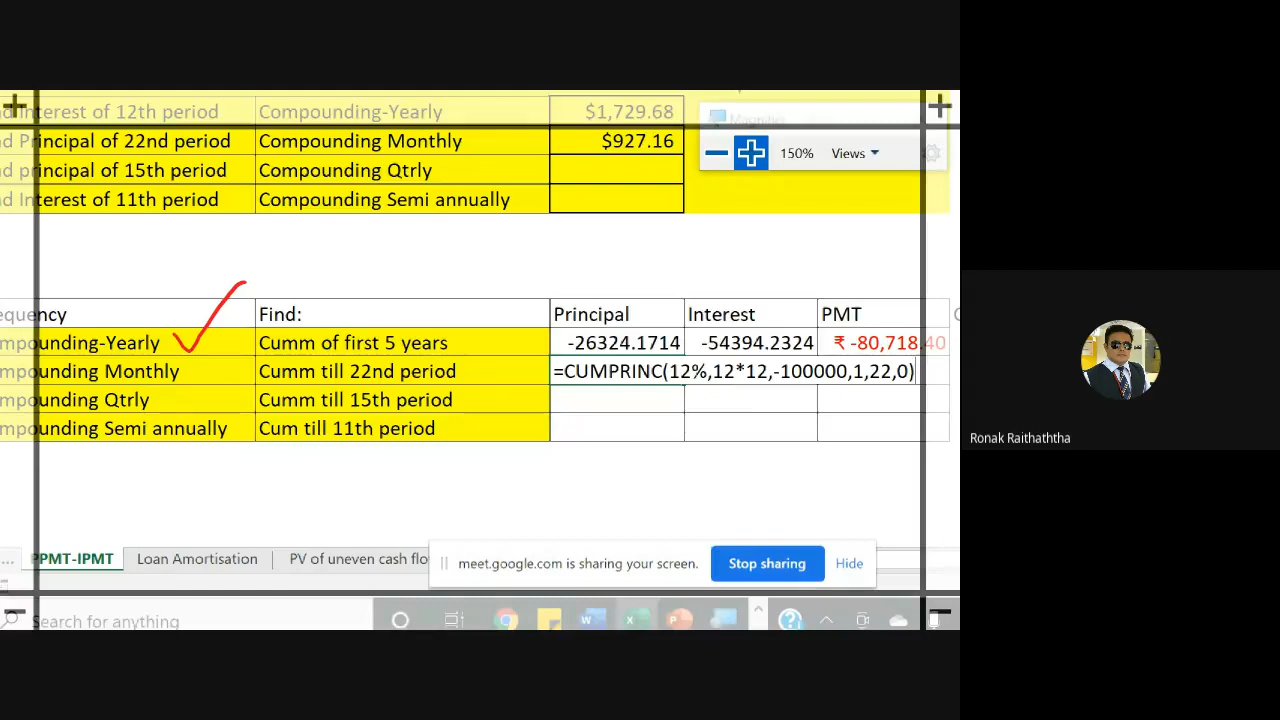 nd Interest of 12th period Compounding-Yearly $1,729.68
Magnifier
nd Principal of 22nd period Compounding Monthly $927.16
150% Views
nd principal of 15th period Compounding Qtrly
nd Interest of 11th period Compounding Semi annually
equency Find: Principal Interest PMT C
mpounding-Yearly Cumm of first 5 years -26324.1714 -54394.2324 ₹ -80,718.40
mpounding Monthly Cumm till 22nd period =CUMPRINC(12%,12*12,-100000,1,22,0)
mpounding Qtrly Cumm till 15th period
mpounding Semi annually Cum till 11th period
Ronak Raithaththa
... PPMT-IPMT Loan Amortisation PV of uneven cash flo
meet.google.com is sharing your screen. Stop sharing Hide
Search for anything